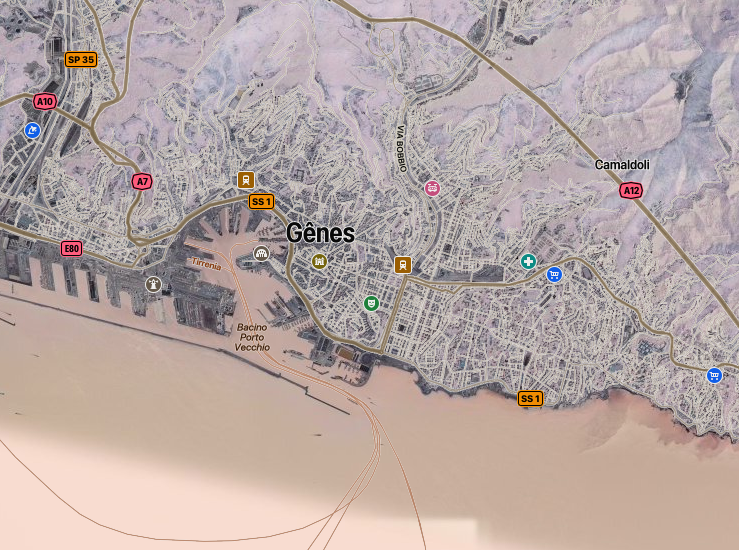 SP 35
A10
VIA BOBBIO
Camaldoli
A7
A12
SS 1
Gênes
E80
Tirrenia
Bacino
Porto
Vecchio
SS 1